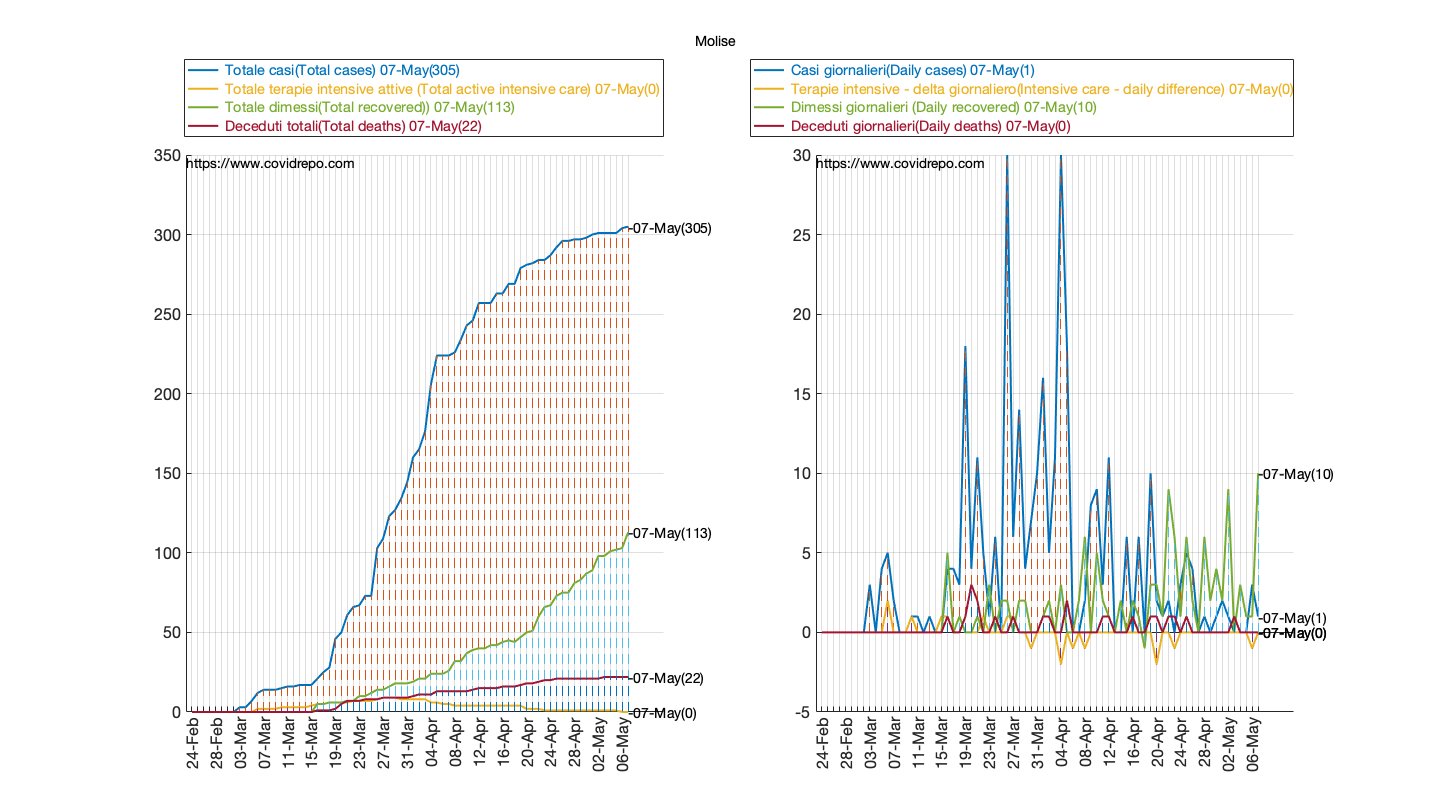 Molise
Totale casi(Total cases) 07-May(305)
Totale terapie intensive attive (Total active intensive care) 07-May(0)
Totale dimessi(Total recovered)) 07-May(113)
Deceduti totali(Total deaths) 07-May(22)
350
300
250
200
150
100
50
0
https://www.covidrepo.com
-07-May(305)
-07-May(113)
-07-May(22)
-07-May(0)
24-Feb
28-Feb
03-Mar
07-Mar
11-Mar
15-Mar
19-Mar
23-Mar
27-Mar
31-Mar
04-Apr
08-Apr
12-Apr
16-Apr
20-Apr
24-Apr
28-Apr
02-May
06-May
Casi giornalieri(Daily cases) 07-May(1)
Terapie intensive - delta giornaliero(Intensive care - daily difference) 07-May(0)
Dimessi giornalieri (Daily recovered) 07-May(10)
Deceduti giornalieri(Daily deaths) 07-May(0)
30
25
20
15
10
5
0
-5
https://www.covidrepo.com
-07-May(10)
-07-May(1)
-07-May(0)
24-Feb
28-Feb
03-Mar
07-Mar
11-Mar
15-Mar
19-Mar
23-Mar
27-Mar
31-Mar
04-Apr
08-Apr
12-Apr
16-Apr
20-Apr
24-Apr
28-Apr
02-May
06-May